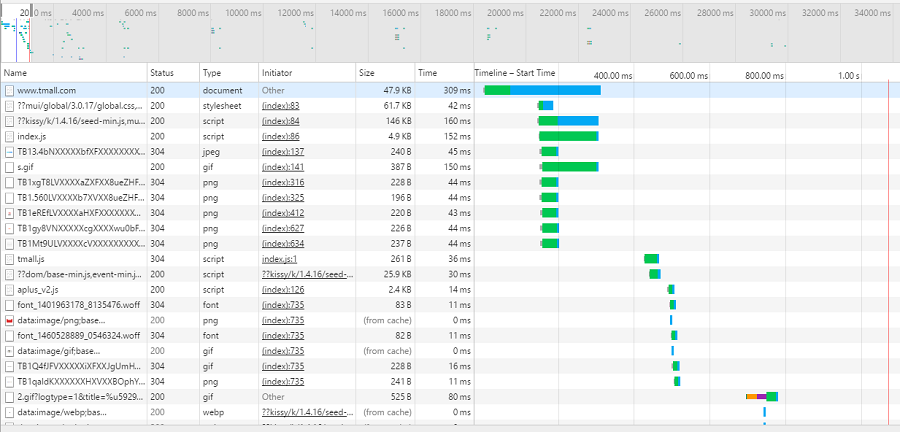 2000 ms 4000 ms 6000 ms 8000 ms 10000 ms 12000 ms 14000 ms 16000 ms 18000 ms 20000 ms 22000 ms 24000 ms 26000 ms 28000 ms 30000 ms 32000 ms 34000 ms
Name Status Type Initiator Size Time Timeline – Start Time 400.00 ms 600.00 ms 800.00 ms 1.00 s
www.tmall.com 200 document Other 47.9 KB 309 ms
??mui/global/3.0.17/global.css,... 200 stylesheet (index):83 61.7 KB 42 ms
??kissy/k/1.4.16/seed-min.js,mu... 200 script (index):84 146 KB 160 ms
index.js 200 script (index):86 4.9 KB 152 ms
304 jpeg (index):137 240 B 45 ms
s.gif 200 gif (index):141 387 B 150 ms
304 png (index):316 228 B 44 ms
304 png (index):325 196 B 44 ms
304 png (index):412 220 B 43 ms
304 png (index):627 226 B 44 ms
304 png (index):634 237 B 44 ms
tmall.js 304 script index.js:1 261 B 36 ms
??dom/base-min.js,event-min.j... 200 script ??kissy/k/1.4.16/seed-... 25.9 KB 30 ms
aplus_v2.js 200 script (index):126 2.4 KB 14 ms
font_1401963178_8135476.woff 304 font (index):735 83 B 11 ms
data:image/png;base... 200 png (index):735 (from cache) 0 ms
font_1460528889_0546324.woff 304 font (index):735 82 B 11 ms
data:image/gif;base... 200 gif (index):735 (from cache) 0 ms
304 gif (index):735 228 B 16 ms
304 png (index):735 241 B 11 ms
2.gif?logtype=1&title=%u5929... 200 gif Other 525 B 80 ms
data:image/webp;bas... 200 webp ??kissy/k/1.4.16/seed-... (from cache) 0 ms